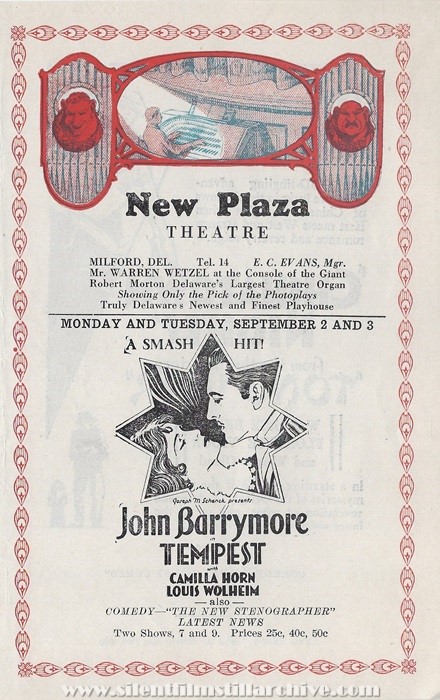 New Plaza
THEATRE
MILFORD, DEL. Tel. 14 E. C. EVANS, Mgr.
Mr. WARREN WETZEL at the Console of the Giant
Robert Morton Delaware's Largest Theatre Organ
Showing Only the Pick of the Photoplays
Truly Delaware's Newest and Finest Playhouse
MONDAY AND TUESDAY, SEPTEMBER 2 AND 3
A SMASH HIT!
Joseph M. Schenck presents
John Barrymore
in
TEMPEST
with
CAMILLA HORN
LOUIS WOLHEIM
— also —
COMEDY—"THE NEW STENOGRAPHER"
LATEST NEWS
Two Shows, 7 and 9. Prices 25c, 40c, 50c
www.silentfilmstillarchive.com